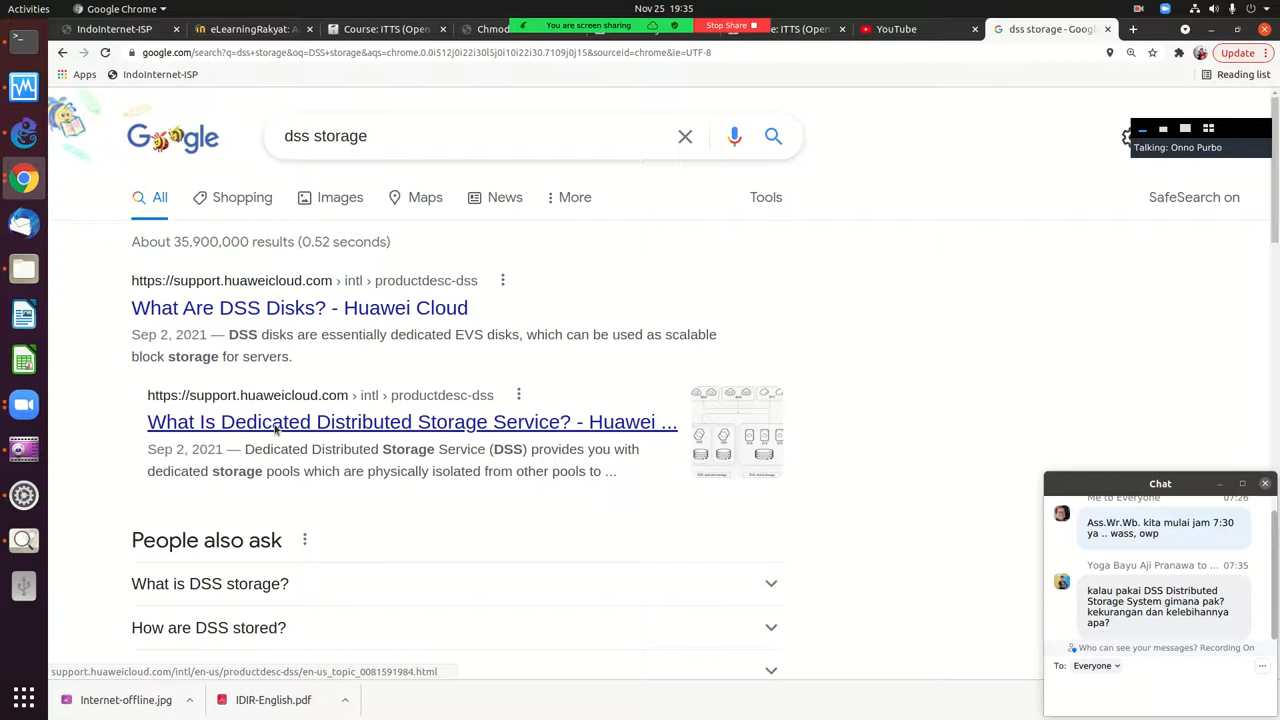 Activities
Google Chrome
Nov 25 19:35
IndoInternet-ISP
eLearningRakyat: Amin
Course: ITTS (Open
Chmod
You are screen sharing
Stop Share
ITTS (Open
YouTube
dss storage - Google
google.com/search?q=dss+storage&oq=DSS+storage&aqs=chrome.0.0i512j0i22i30l5j0i10i22i30.7109j0j15&sourceid=chrome&ie=UTF-8
Update
Apps
IndoInternet-ISP
Reading list
Google
dss storage
Talking: Onno Purbo
All
Shopping
Images
Maps
News
More
Tools
SafeSearch on
About 35,900,000 results (0.52 seconds)
https://support.huaweicloud.com › intl › productdesc-dss
What Are DSS Disks? - Huawei Cloud
Sep 2, 2021 — DSS disks are essentially dedicated EVS disks, which can be used as scalable
block storage for servers.
https://support.huaweicloud.com › intl › productdesc-dss
What Is Dedicated Distributed Storage Service? - Huawei ...
Sep 2, 2021 — Dedicated Distributed Storage Service (DSS) provides you with
dedicated storage pools which are physically isolated from other pools to ...
People also ask
What is DSS storage?
How are DSS stored?
support.huaweicloud.com/intl/en-us/productdesc-dss/en-us_topic_0081591984.html
Internet-offline.jpg
IDIR-English.pdf
Chat
Me to Everyone 07:26
Ass.Wr.Wb. kita mulai jam 7:30
ya .. wass, owp
Yoga Bayu Aji Pranawa to ... 07:35
kalau pakai DSS Distributed
Storage System gimana pak?
kekurangan dan kelebihannya
apa?
Who can see your messages? Recording On
To: Everyone